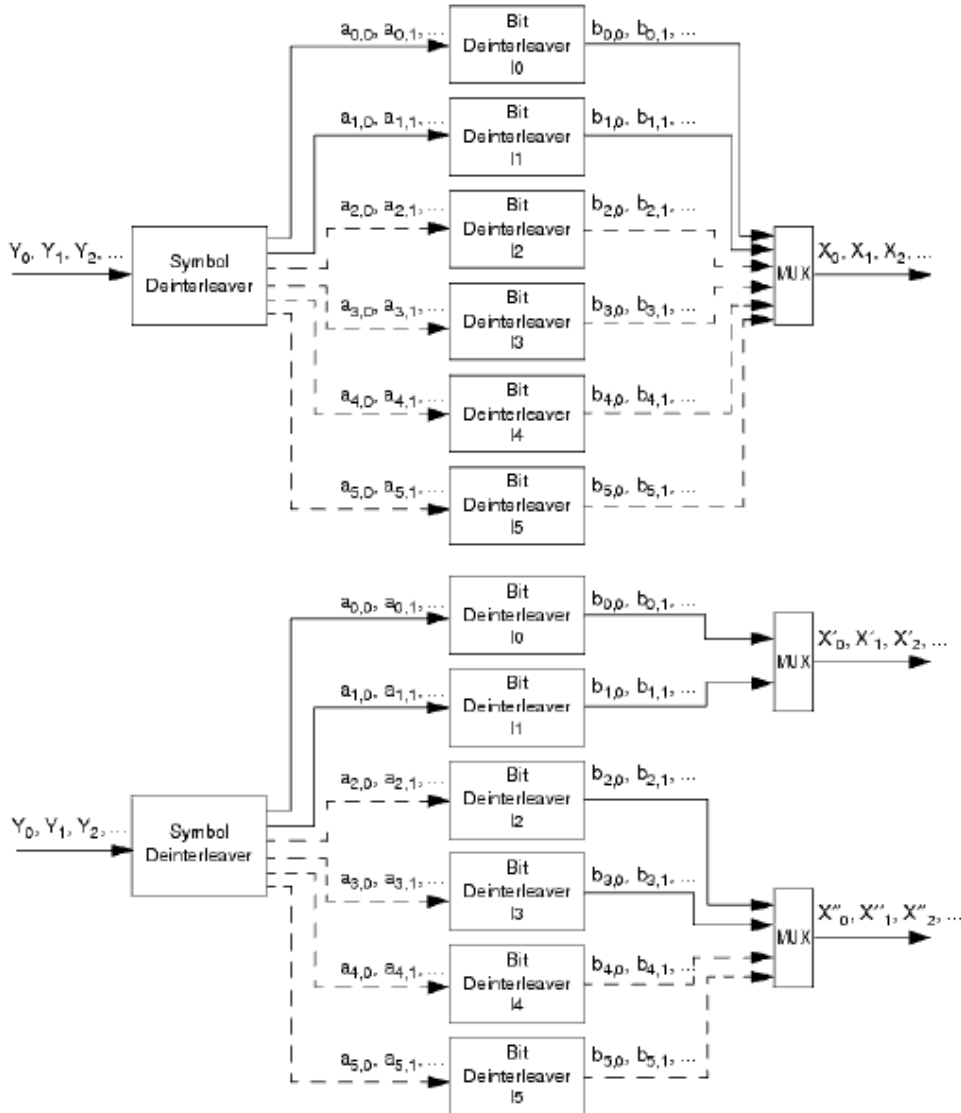 a0,0, a0,1, ...
Bit
Deinterleaver
I0
b0,0, b0,1, ...
a1,0, a1,1, ...
Bit
Deinterleaver
I1
b1,0, b1,1, ...
a2,0, a2,1, ...
Bit
Deinterleaver
I2
b2,0, b2,1, ...
Y0, Y1, Y2, ...
Symbol
Deinterleaver
MUX
X0, X1, X2, ...
a3,0, a3,1, ...
Bit
Deinterleaver
I3
b3,0, b3,1, ...
a4,0, a4,1, ...
Bit
Deinterleaver
I4
b4,0, b4,1, ...
a5,0, a5,1, ...
Bit
Deinterleaver
I5
b5,0, b5,1, ...
a0,0, a0,1, ...
Bit
Deinterleaver
I0
b0,0, b0,1, ...
MUX
X'0, X'1, X'2, ...
a1,0, a1,1, ...
Bit
Deinterleaver
I1
b1,0, b1,1, ...
a2,0, a2,1, ...
Bit
Deinterleaver
I2
b2,0, b2,1, ...
Y0, Y1, Y2, ...
Symbol
Deinterleaver
a3,0, a3,1, ...
Bit
Deinterleaver
I3
b3,0, b3,1, ...
MUX
X"0, X"1, X"2, ...
a4,0, a4,1, ...
Bit
Deinterleaver
I4
b4,0, b4,1, ...
a5,0, a5,1, ...
Bit
Deinterleaver
I5
b5,0, b5,1, ...